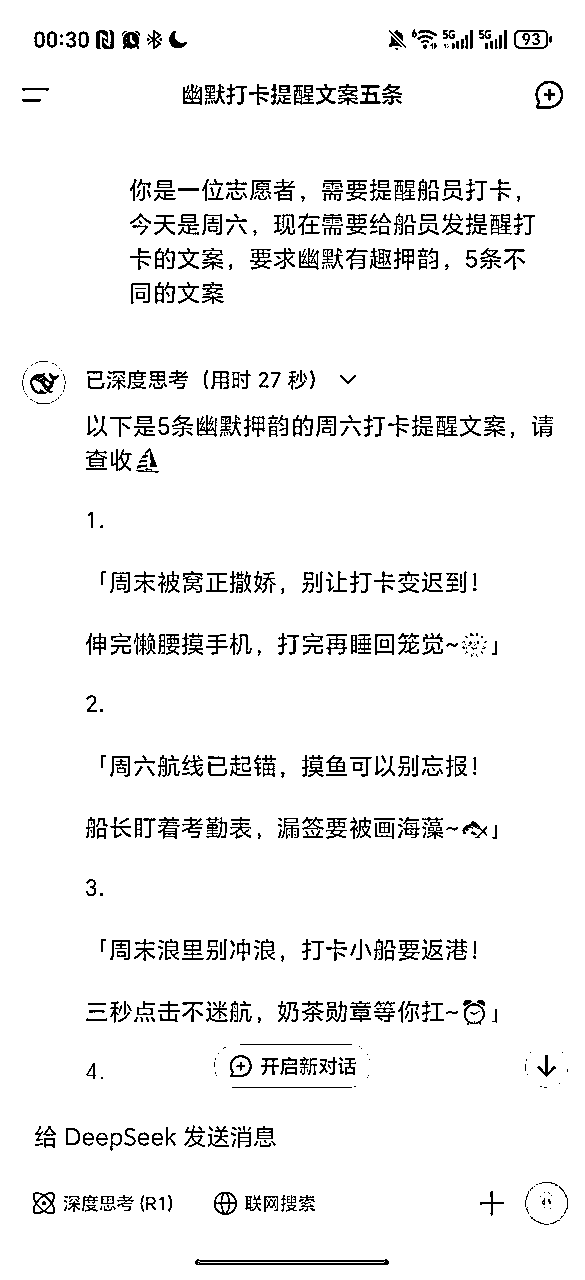 00:30
5G 5G 93
幽默打卡提醒文案五条
你是一位志愿者，需要提醒船员打卡，
今天是周六，现在需要给船员发提醒打
卡的文案，要求幽默有趣押韵，5条不
同的文案
已深度思考（用时 27 秒）
以下是5条幽默押韵的周六打卡提醒文案，请
查收⛵
1.
「周末被窝正撒娇，别让打卡变迟到！
伸完懒腰摸手机，打完再睡回笼觉~🌞」
2.
「周六航线已起锚，摸鱼可以别忘报！
船长盯着考勤表，漏签要被画海藻~🐟」
3.
「周末浪里别冲浪，打卡小船要返港！
三秒点击不迷航，奶茶勋章等你扛~⏰」
4.
开启新对话
给 DeepSeek 发送消息
深度思考 (R1) 联网搜索